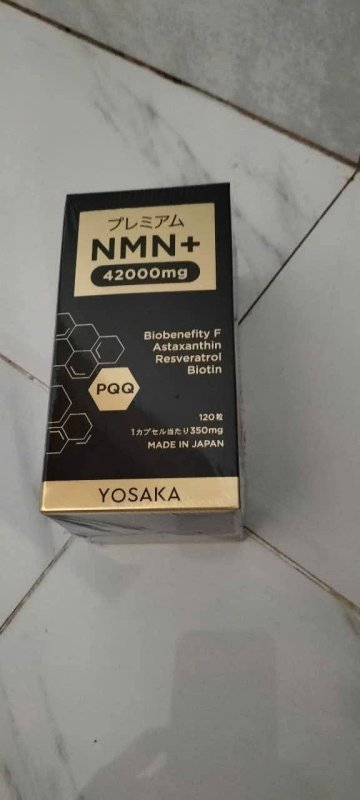 プレミアム
NMN+
42000mg
Biobenefity F
Astaxanthin
Resveratrol
Biotin
PQQ
120粒
1カプセル当たり350mg
MADE IN JAPAN
YOSAKA